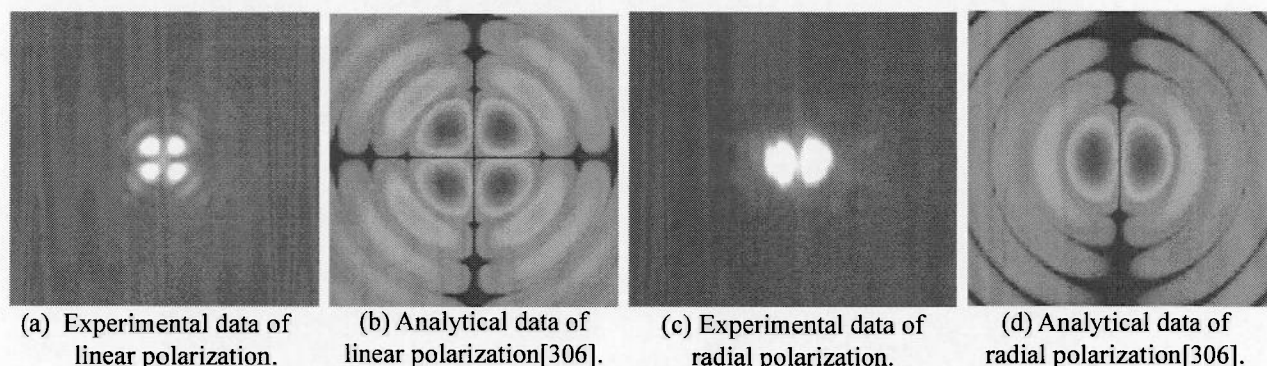 (a) Experimental data of
linear polarization.
(b) Analytical data of
linear polarization[306].
(c) Experimental data of
radial polarization.
(d) Analytical data of
radial polarization[306].